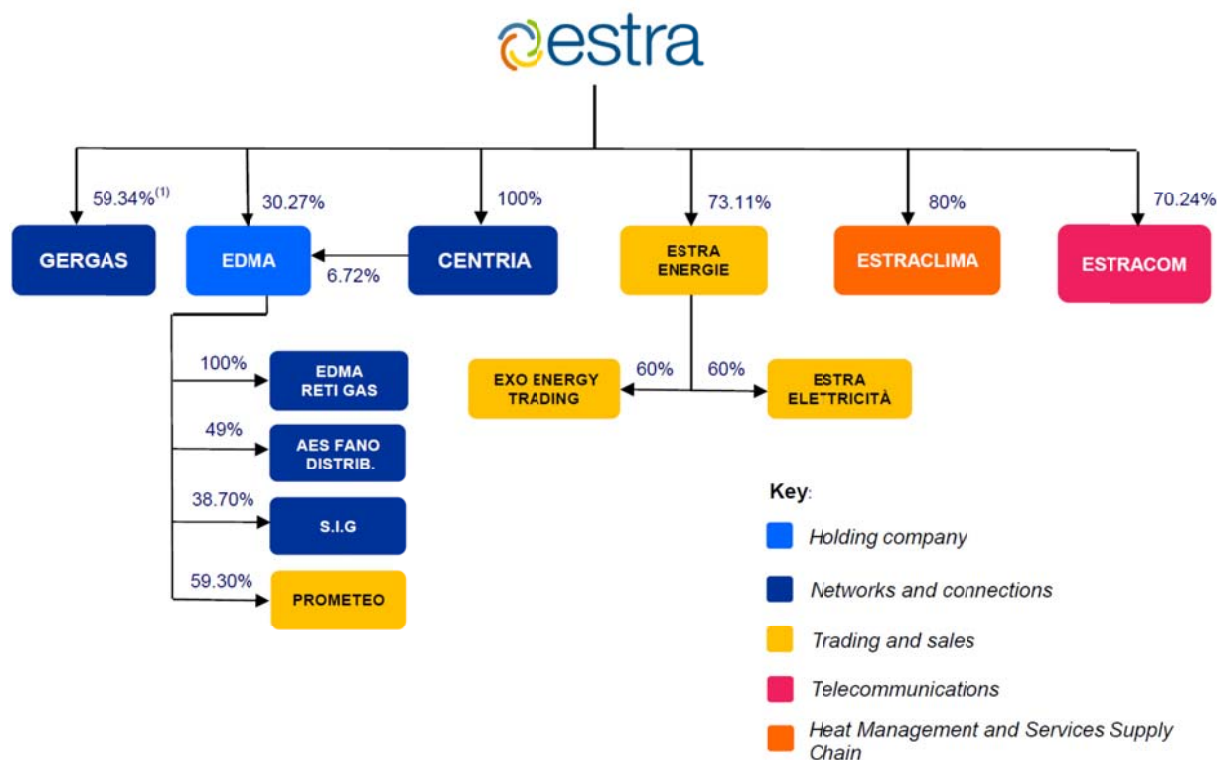 estra
59.34%(1)
30.27%
100%
73.11%
80%
70.24%
GERGAS
EDMA
6.72%
CENTRIA
ESTRA
ENERGIE
ESTRACLIMA
ESTRACOM
100%
EDMA
RETI GAS
49%
AES FANO
DISTRIB.
38.70%
S.I.G
59.30%
PROMETEO
EXO ENERGY
TRADING
60%
60%
ESTRA
ELETTRICITÀ
Key:
Holding company
Networks and connections
Trading and sales
Telecommunications
Heat Management and Services Supply
Chain